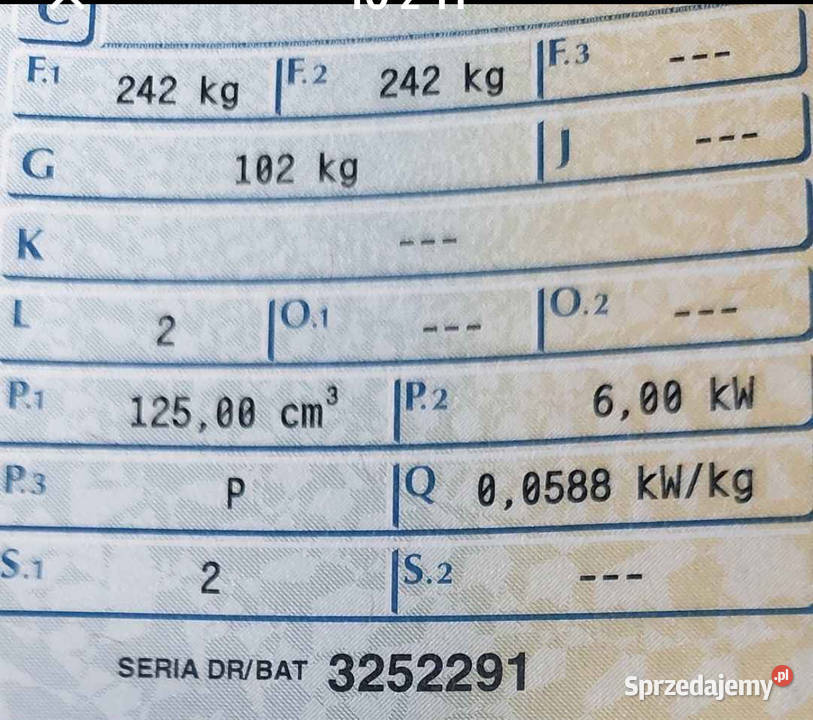 C
F.1 242 kg F.2 242 kg F.3 ---
G 102 kg J ---
K ---
L 2 O.1 --- O.2 ---
P.1 125,00 cm³ P.2 6,00 kW
P.3 P Q 0,0588 kW/kg
S.1 2 S.2 ---
SERIA DR/BAT 3252291
Sprzedajemy.pl